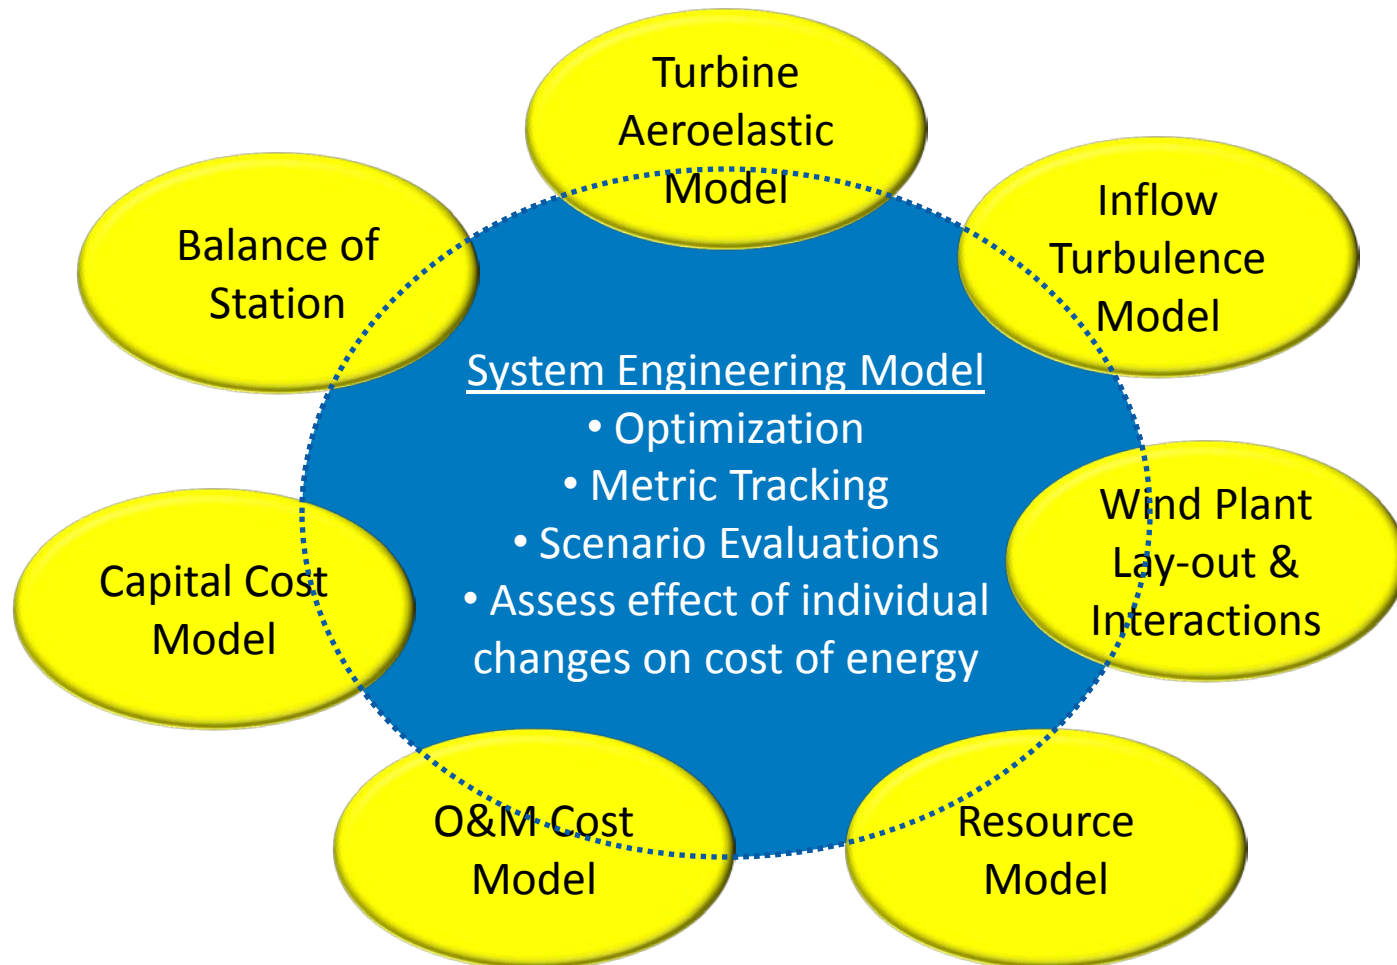 Turbine
Aeroelastic
Model
Inflow
Turbulence
Model
Balance of
Station
System Engineering Model
• Optimization
• Metric Tracking
• Scenario Evaluations
• Assess effect of individual
changes on cost of energy
Wind Plant
Lay-out &
Interactions
Capital Cost
Model
O&M Cost
Model
Resource
Model